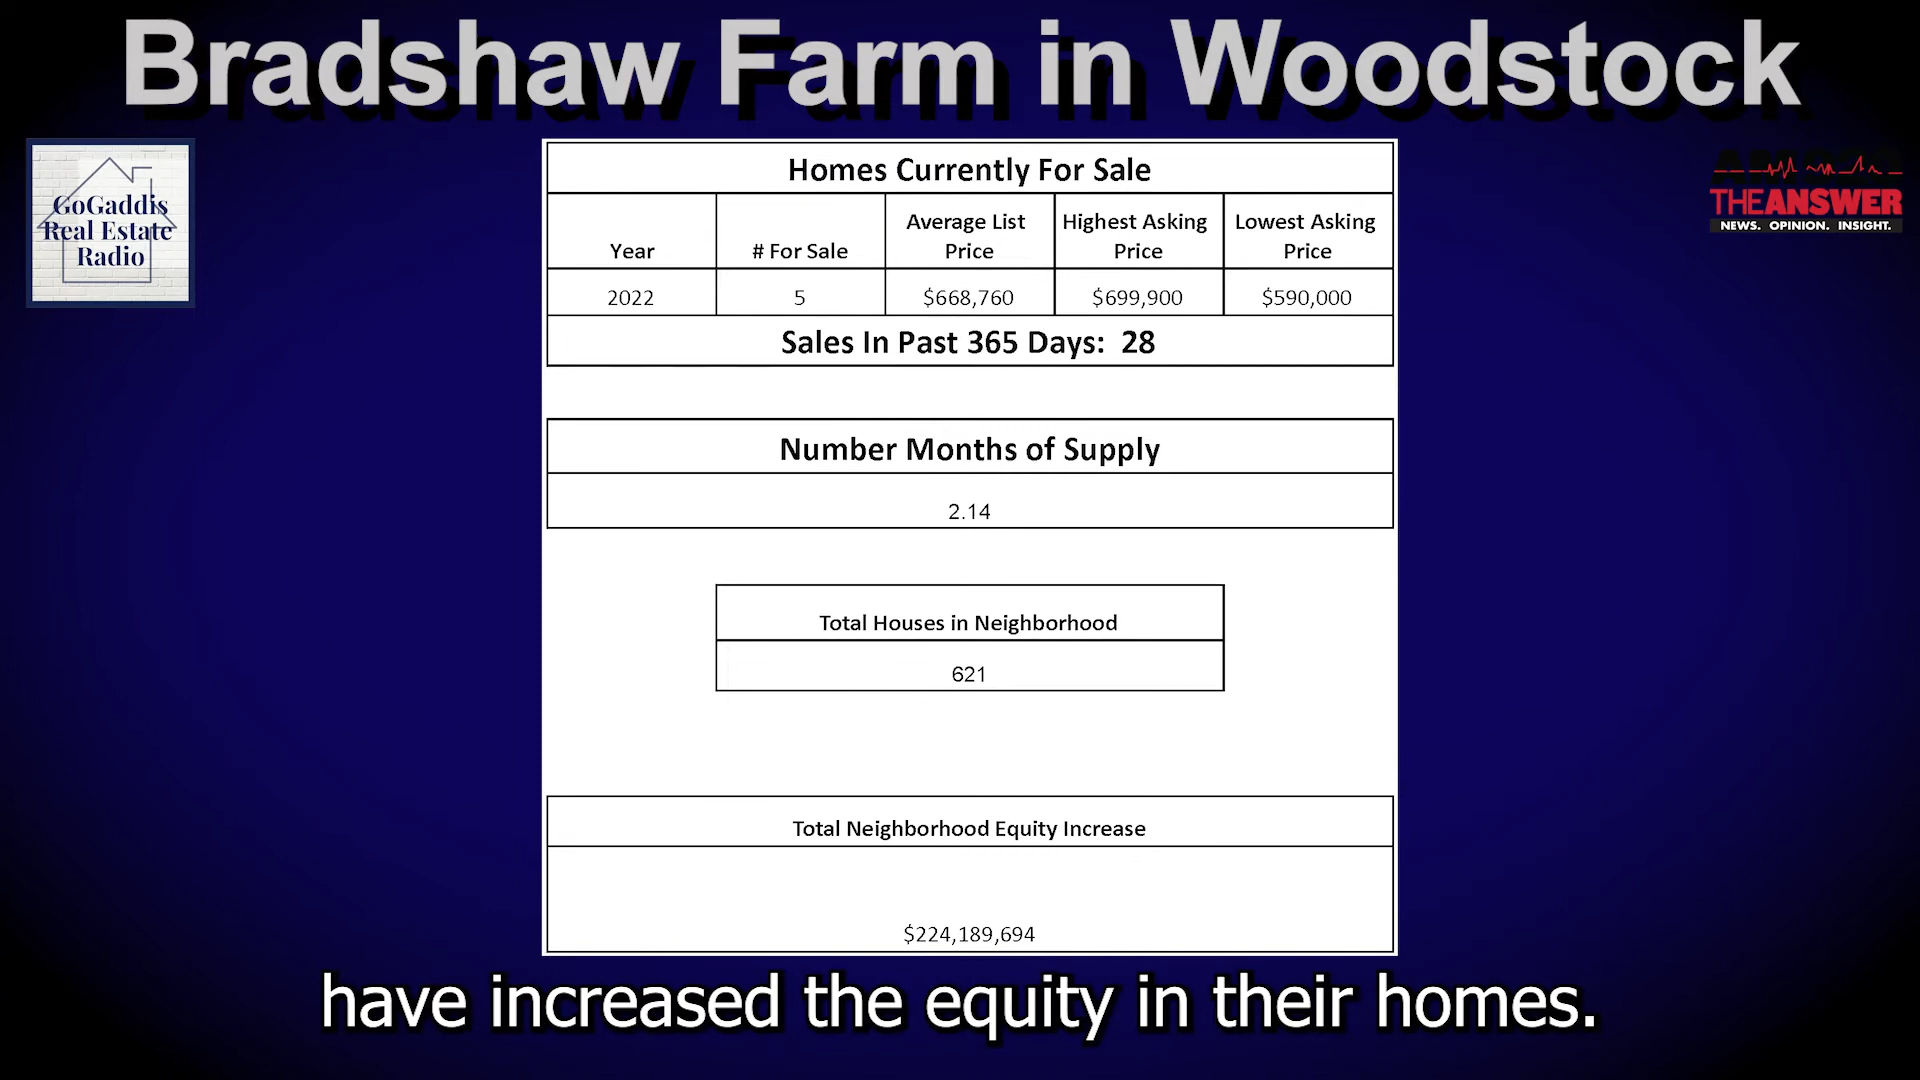 Bradshaw Farm in Woodstock
GoGaddis
Real Estate
Radio
THE ANSWER
NEWS. OPINION. INSIGHT.
Homes Currently For Sale
Year # For Sale Average List Price Highest Asking Price Lowest Asking Price
2022 5 $668,760 $699,900 $590,000
Sales In Past 365 Days: 28
Number Months of Supply
2.14
Total Houses in Neighborhood
621
Total Neighborhood Equity Increase
$224,189,694
have increased the equity in their homes.